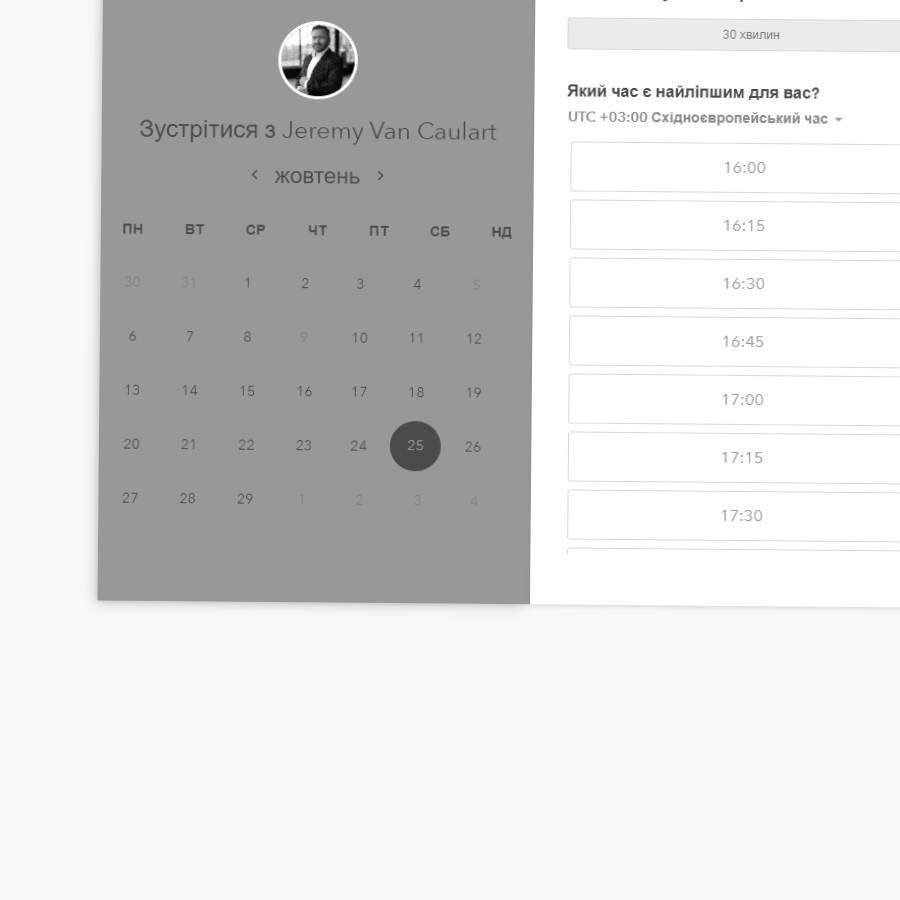 Зустрітися з Jeremy Van Caulart
жовтень
ПН ВТ СР ЧТ ПТ СБ НД
30 31 1 2 3 4 5
6 7 8 9 10 11 12
13 14 15 16 17 18 19
20 21 22 23 24 25 26
27 28 29 1 2 3 4
30 хвилин
Який час є найліпшим для вас?
UTC +03:00 Східноєвропейський час
16:00
16:15
16:30
16:45
17:00
17:15
17:30